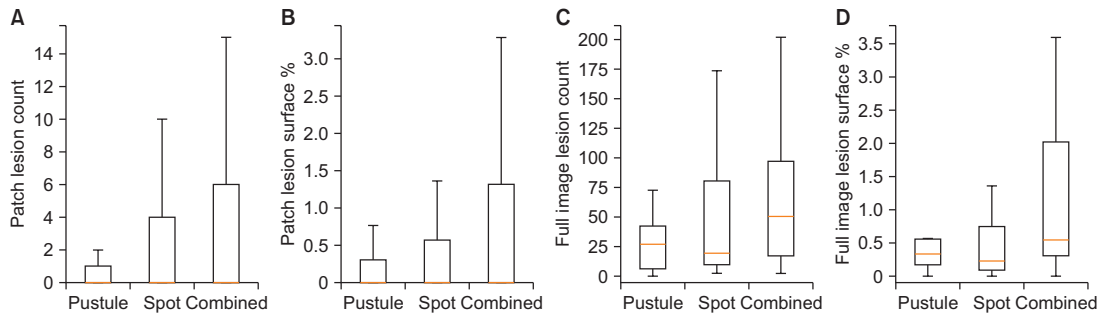 A
Patch lesion count
14
12
10
8
6
4
2
0
Pustule Spot Combined
B
Patch lesion surface %
3.0
2.5
2.0
1.5
1.0
0.5
0
Pustule Spot Combined
C
Full image lesion count
200
175
150
125
100
75
50
25
0
Pustule Spot Combined
D
Full image lesion surface %
3.5
3.0
2.5
2.0
1.5
1.0
0.5
0
Pustule Spot Combined